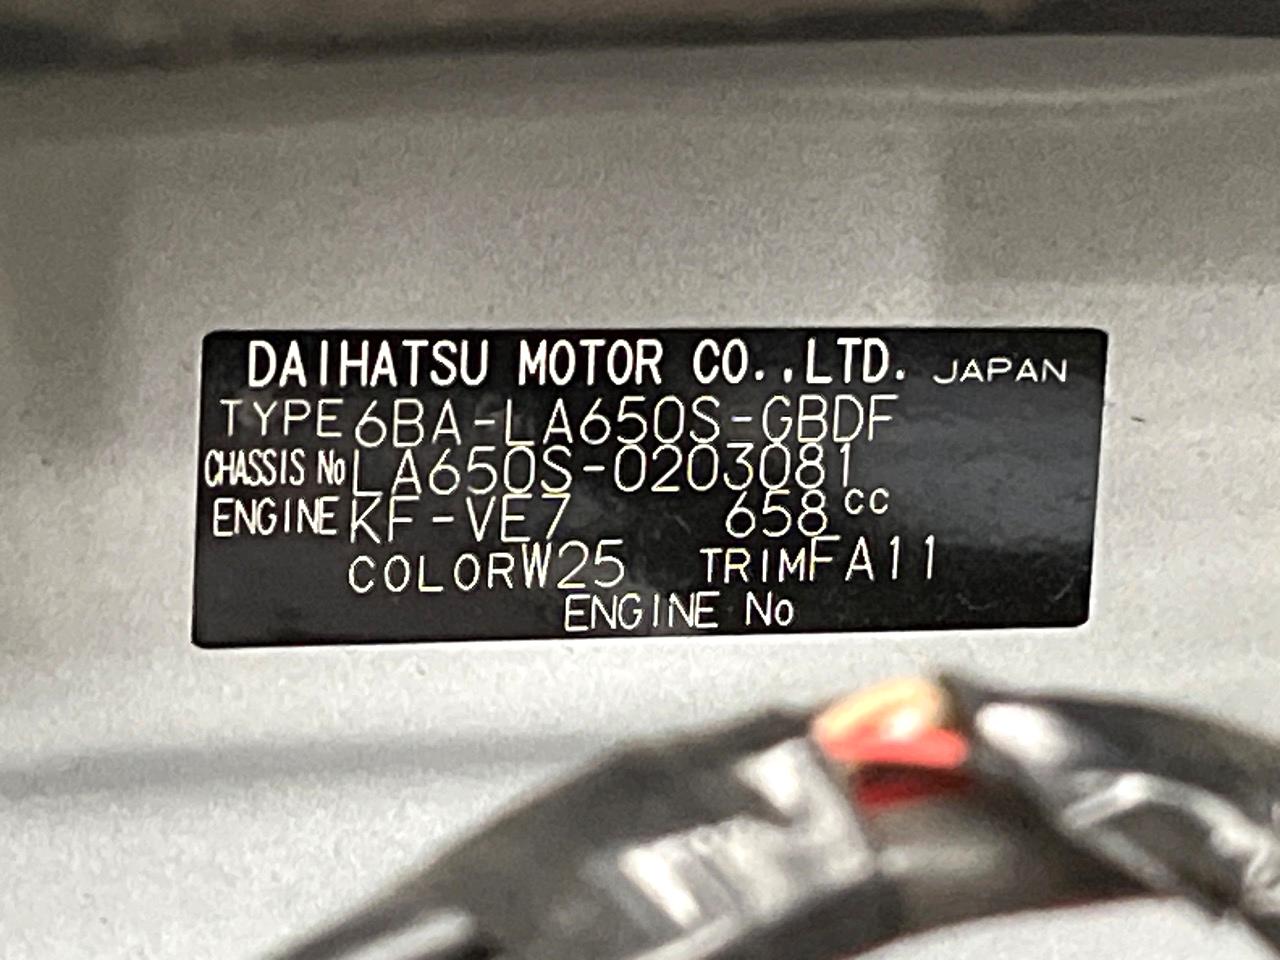 DAIHATSU MOTOR CO.,LTD. JAPAN
TYPE 6BA-LA650S-GBDF
CHASSIS No LA650S-0203081
ENGINE KF-VE7 658cc
COLOR W25 TRIM FA11
ENGINE No